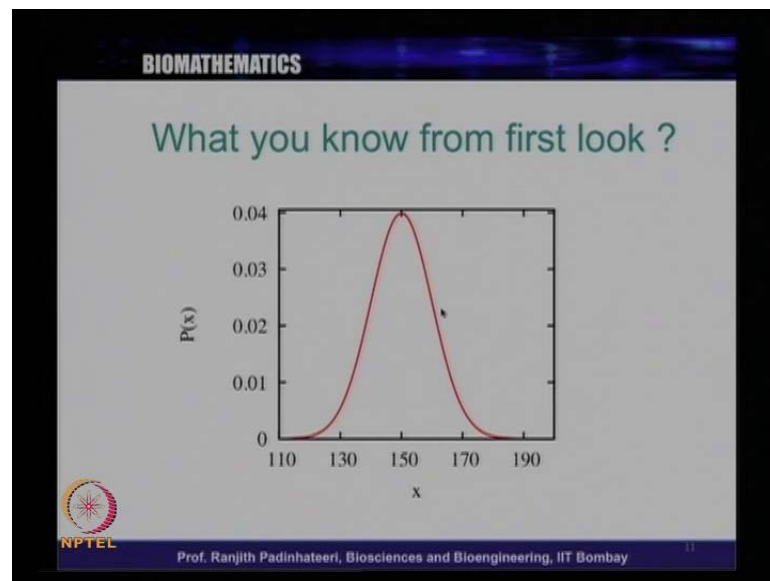 BIOMATHEMATICS
What you know from first look ?
0.04
0.03
0.02
0.01
0
P(x)
110 130 150 170 190
x
NPTEL
Prof. Ranjith Padinhateeri, Biosciences and Bioengineering, IIT Bombay
11